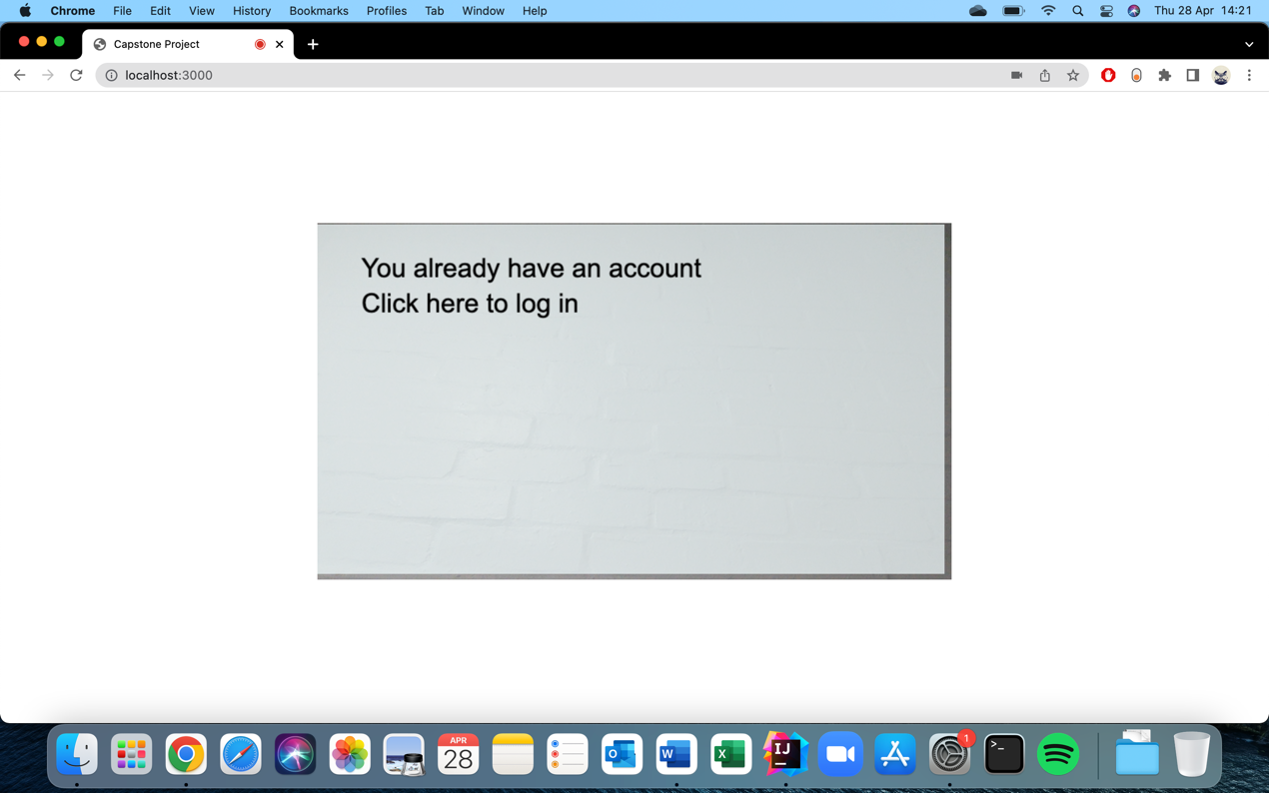 Chrome File Edit View History Bookmarks Profiles Tab Window Help Thu 28 Apr 14:21
Capstone Project
localhost:3000
You already have an account
Click here to log in
APR
28
O
W
X
IJ
1
>_